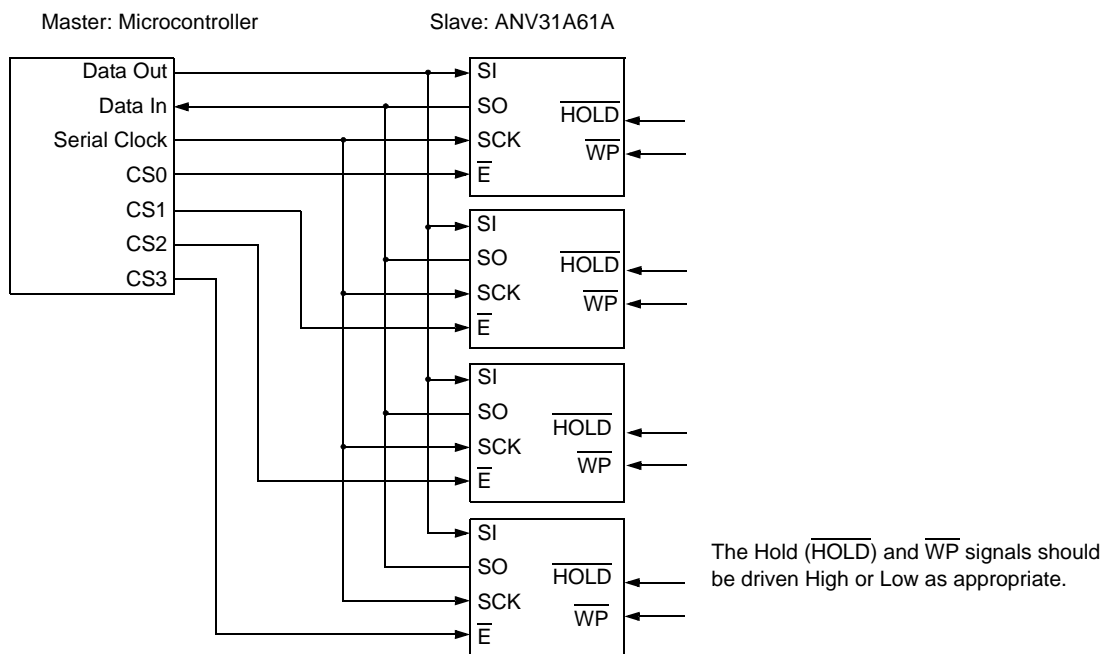 Master: Microcontroller
Slave: ANV31A61A
Data Out
Data In
Serial Clock
CS0
CS1
CS2
CS3
SI
SO
SCK
E
HOLD
WP
SI
SO
SCK
E
HOLD
WP
SI
SO
SCK
E
HOLD
WP
SI
SO
SCK
E
HOLD
WP
The Hold (HOLD) and WP signals should
be driven High or Low as appropriate.